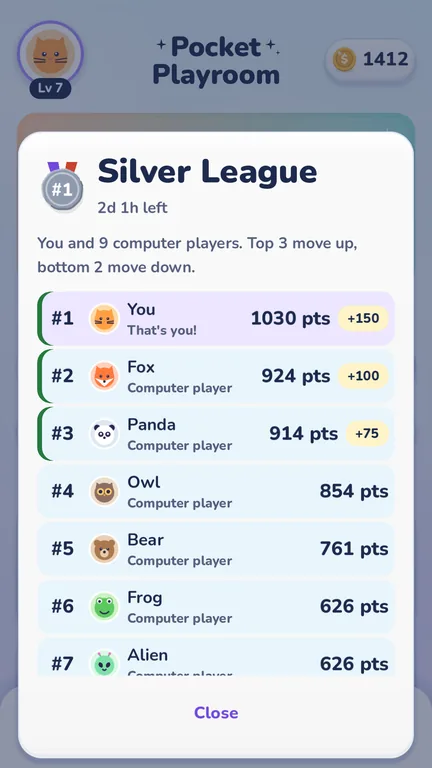 Pocket
Playroom
Lv 7
1412
#1
Silver League
2d 1h left
You and 9 computer players. Top 3 move up,
bottom 2 move down.
#1 You 1030 pts +150
That's you!
#2 Fox 924 pts +100
Computer player
#3 Panda 914 pts +75
Computer player
#4 Owl 854 pts
Computer player
#5 Bear 761 pts
Computer player
#6 Frog 626 pts
Computer player
#7 Alien 626 pts
Computer player
Close